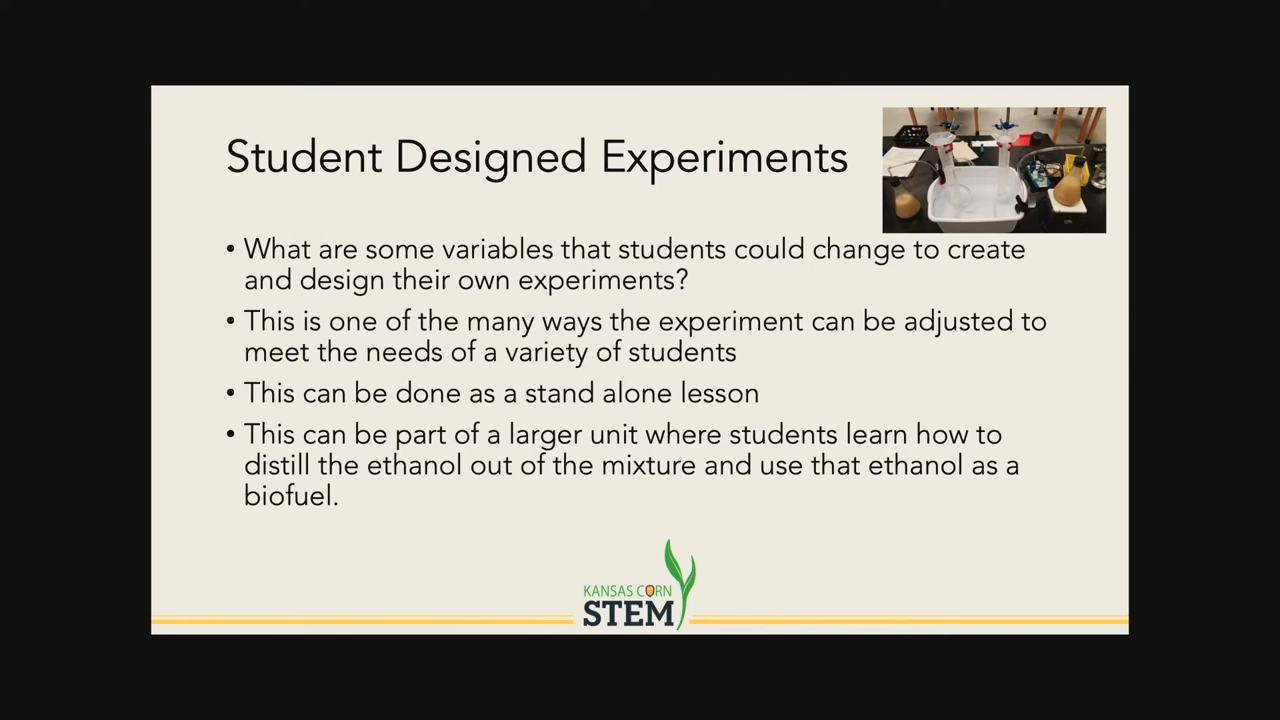 Student Designed Experiments
• What are some variables that students could change to create
and design their own experiments?
• This is one of the many ways the experiment can be adjusted to
meet the needs of a variety of students
• This can be done as a stand alone lesson
• This can be part of a larger unit where students learn how to
distill the ethanol out of the mixture and use that ethanol as a
biofuel.
KANSAS CORN
STEM